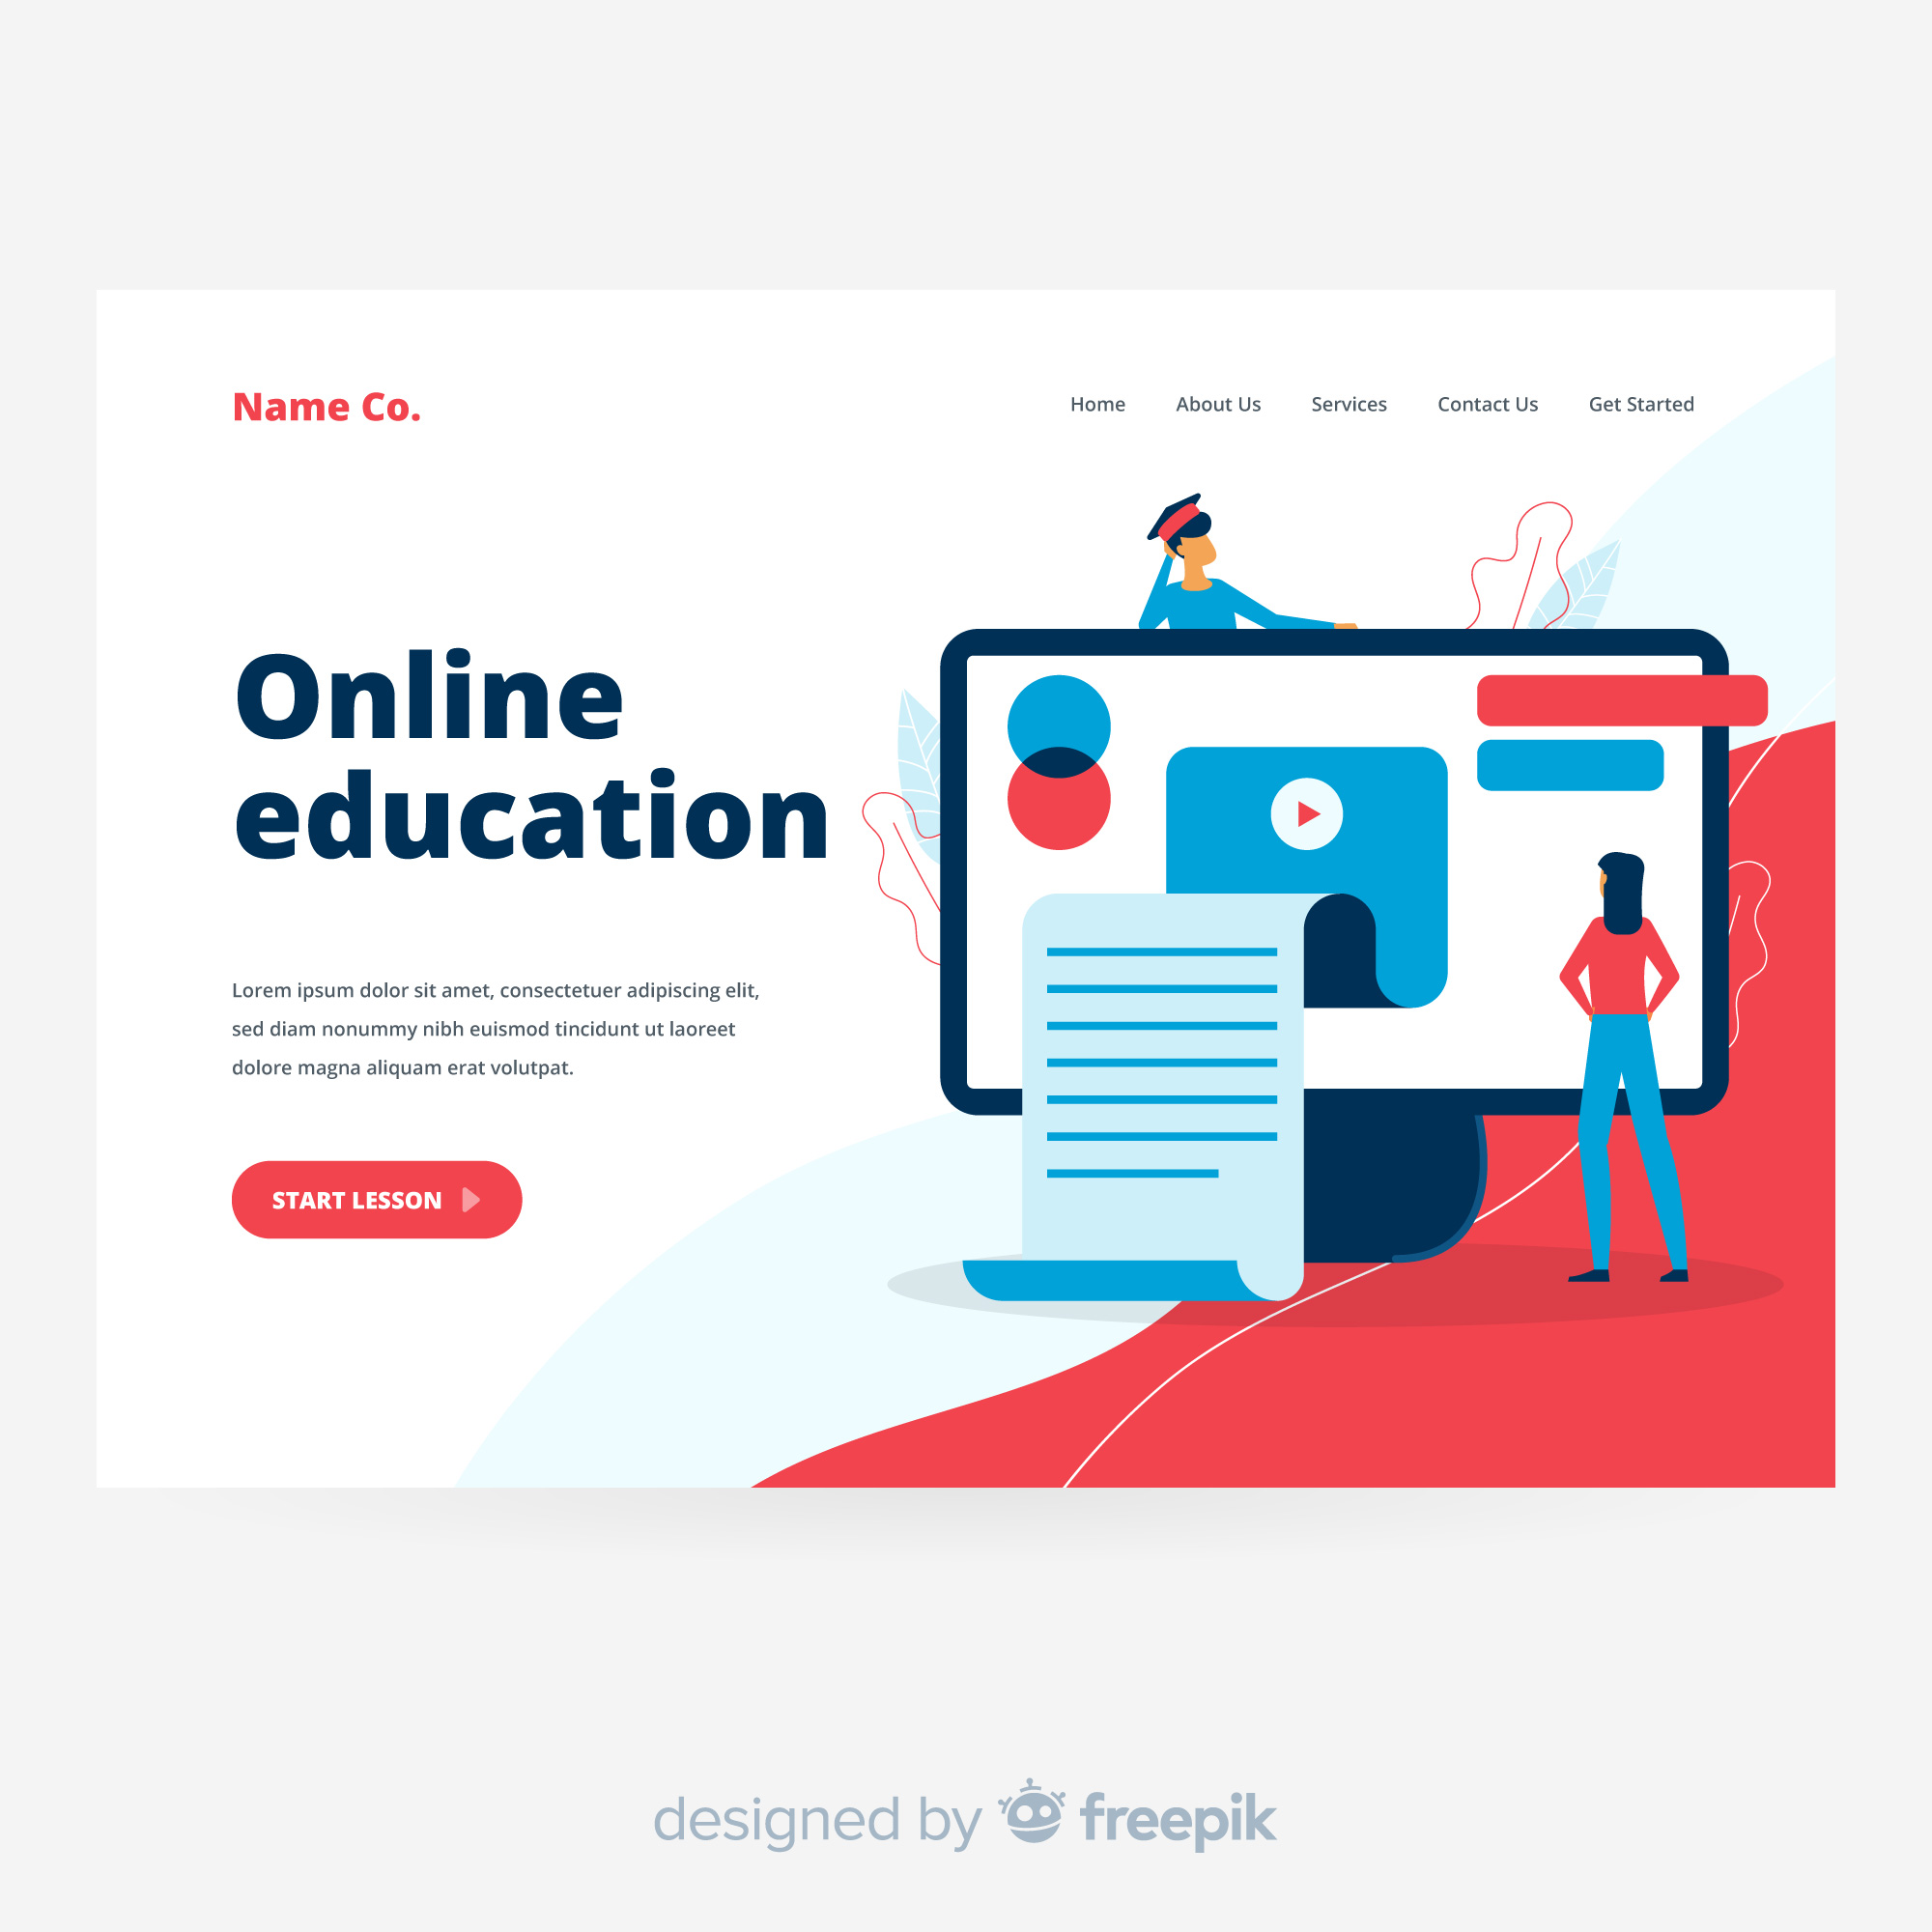 Name Co.
Home About Us Services Contact Us Get Started
Online
education
Lorem ipsum dolor sit amet, consectetuer adipiscing elit,
sed diam nonummy nibh euismod tincidunt ut laoreet
dolore magna aliquam erat volutpat.
START LESSON
designed by freepik